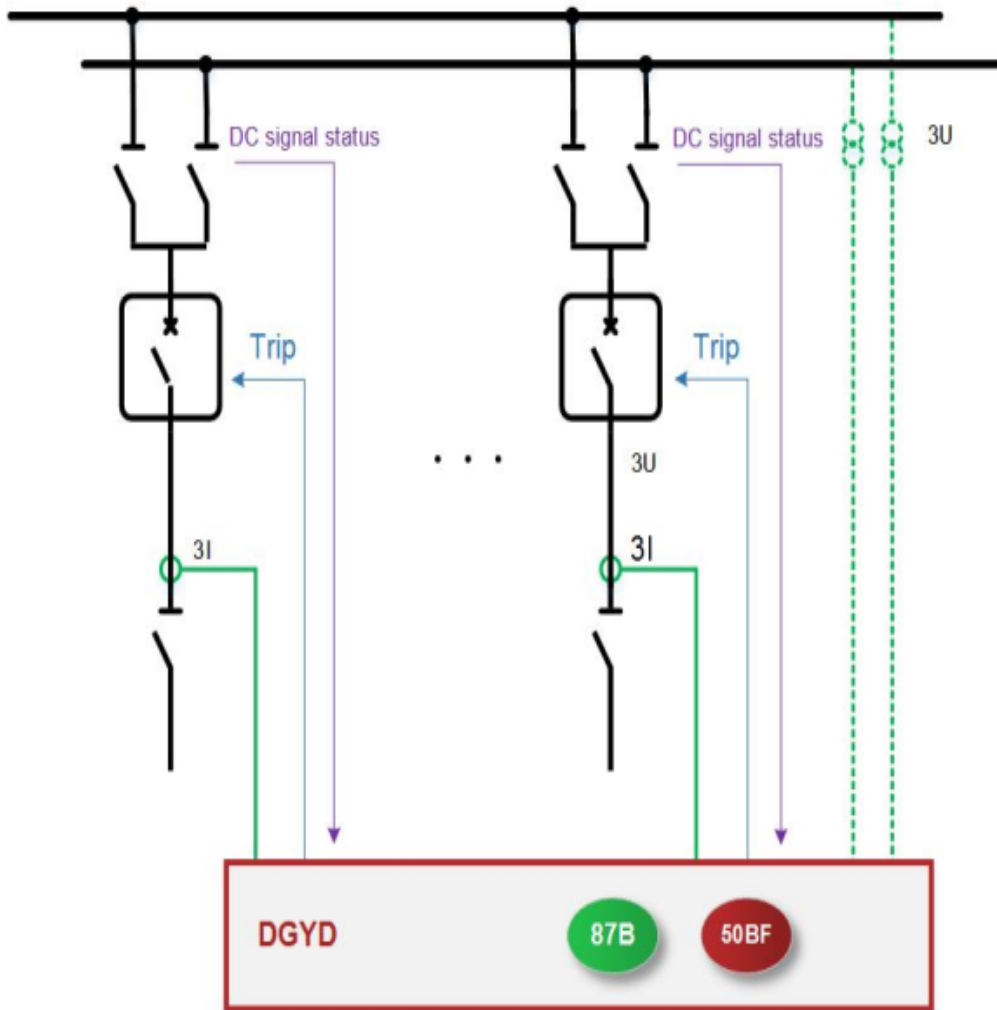 DC signal status
DC signal status
3U
Trip
Trip
. . .
3U
3I
3I
DGYD
87B
50BF